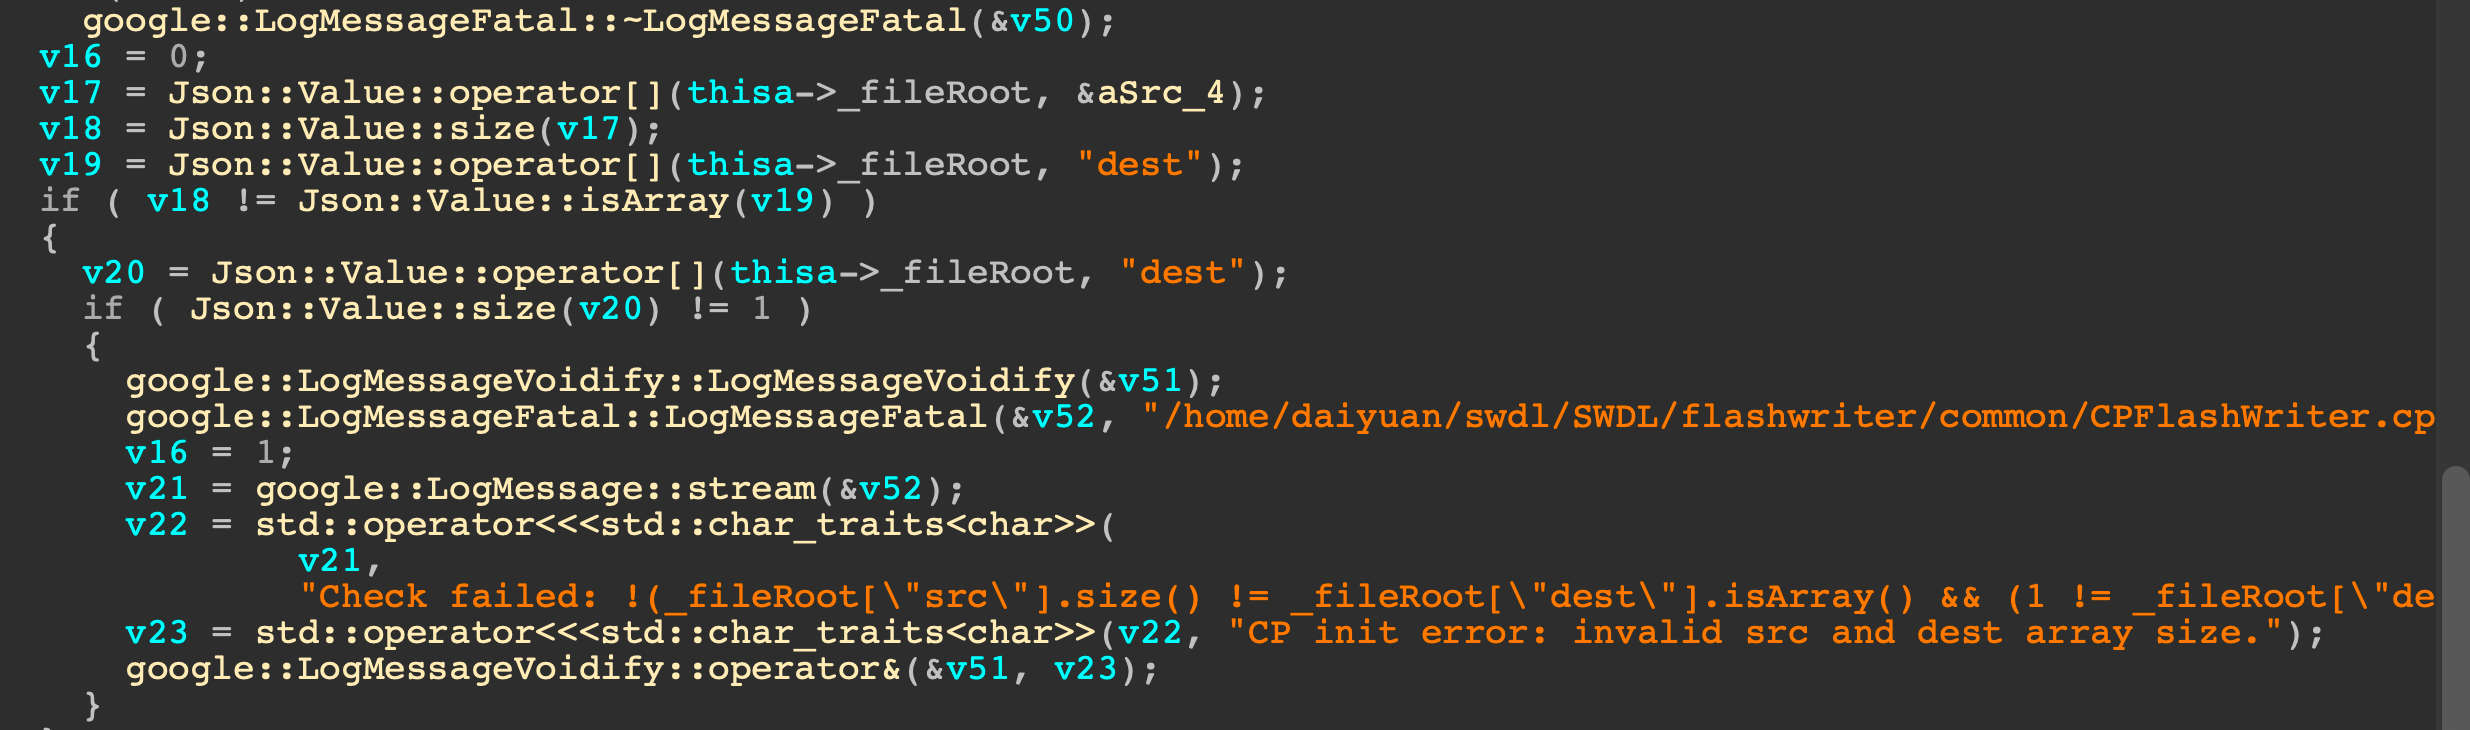 google::LogMessageFatal::~LogMessageFatal(&v50);
v16 = 0;
v17 = Json::Value::operator[](thisa->_fileRoot, &aSrc_4);
v18 = Json::Value::size(v17);
v19 = Json::Value::operator[](thisa->_fileRoot, "dest");
if ( v18 != Json::Value::isArray(v19) )
{
v20 = Json::Value::operator[](thisa->_fileRoot, "dest");
if ( Json::Value::size(v20) != 1 )
{
google::LogMessageVoidify::LogMessageVoidify(&v51);
google::LogMessageFatal::LogMessageFatal(&v52, "/home/daiyuan/swdl/SWDL/flashwriter/common/CPFlashWriter.cp
v16 = 1;
v21 = google::LogMessage::stream(&v52);
v22 = std::operator<<<std::char_traits<char>>(
v21,
"Check failed: !(_fileRoot[\"src\"].size() != _fileRoot[\"dest\"].isArray() && (1 != _fileRoot[\"de
v23 = std::operator<<<std::char_traits<char>>(v22, "CP init error: invalid src and dest array size.");
google::LogMessageVoidify::operator&(&v51, v23);
}